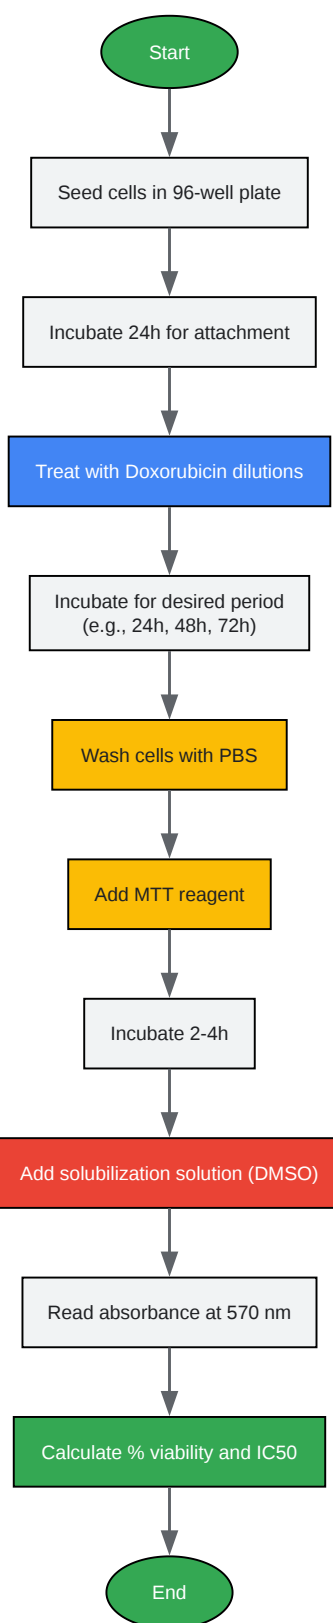 Start
Seed cells in 96-well plate
Incubate 24h for attachment
Treat with Doxorubicin dilutions
Incubate for desired period
(e.g., 24h, 48h, 72h)
Wash cells with PBS
Add MTT reagent
Incubate 2-4h
Add solubilization solution (DMSO)
Read absorbance at 570 nm
Calculate % viability and IC50
End